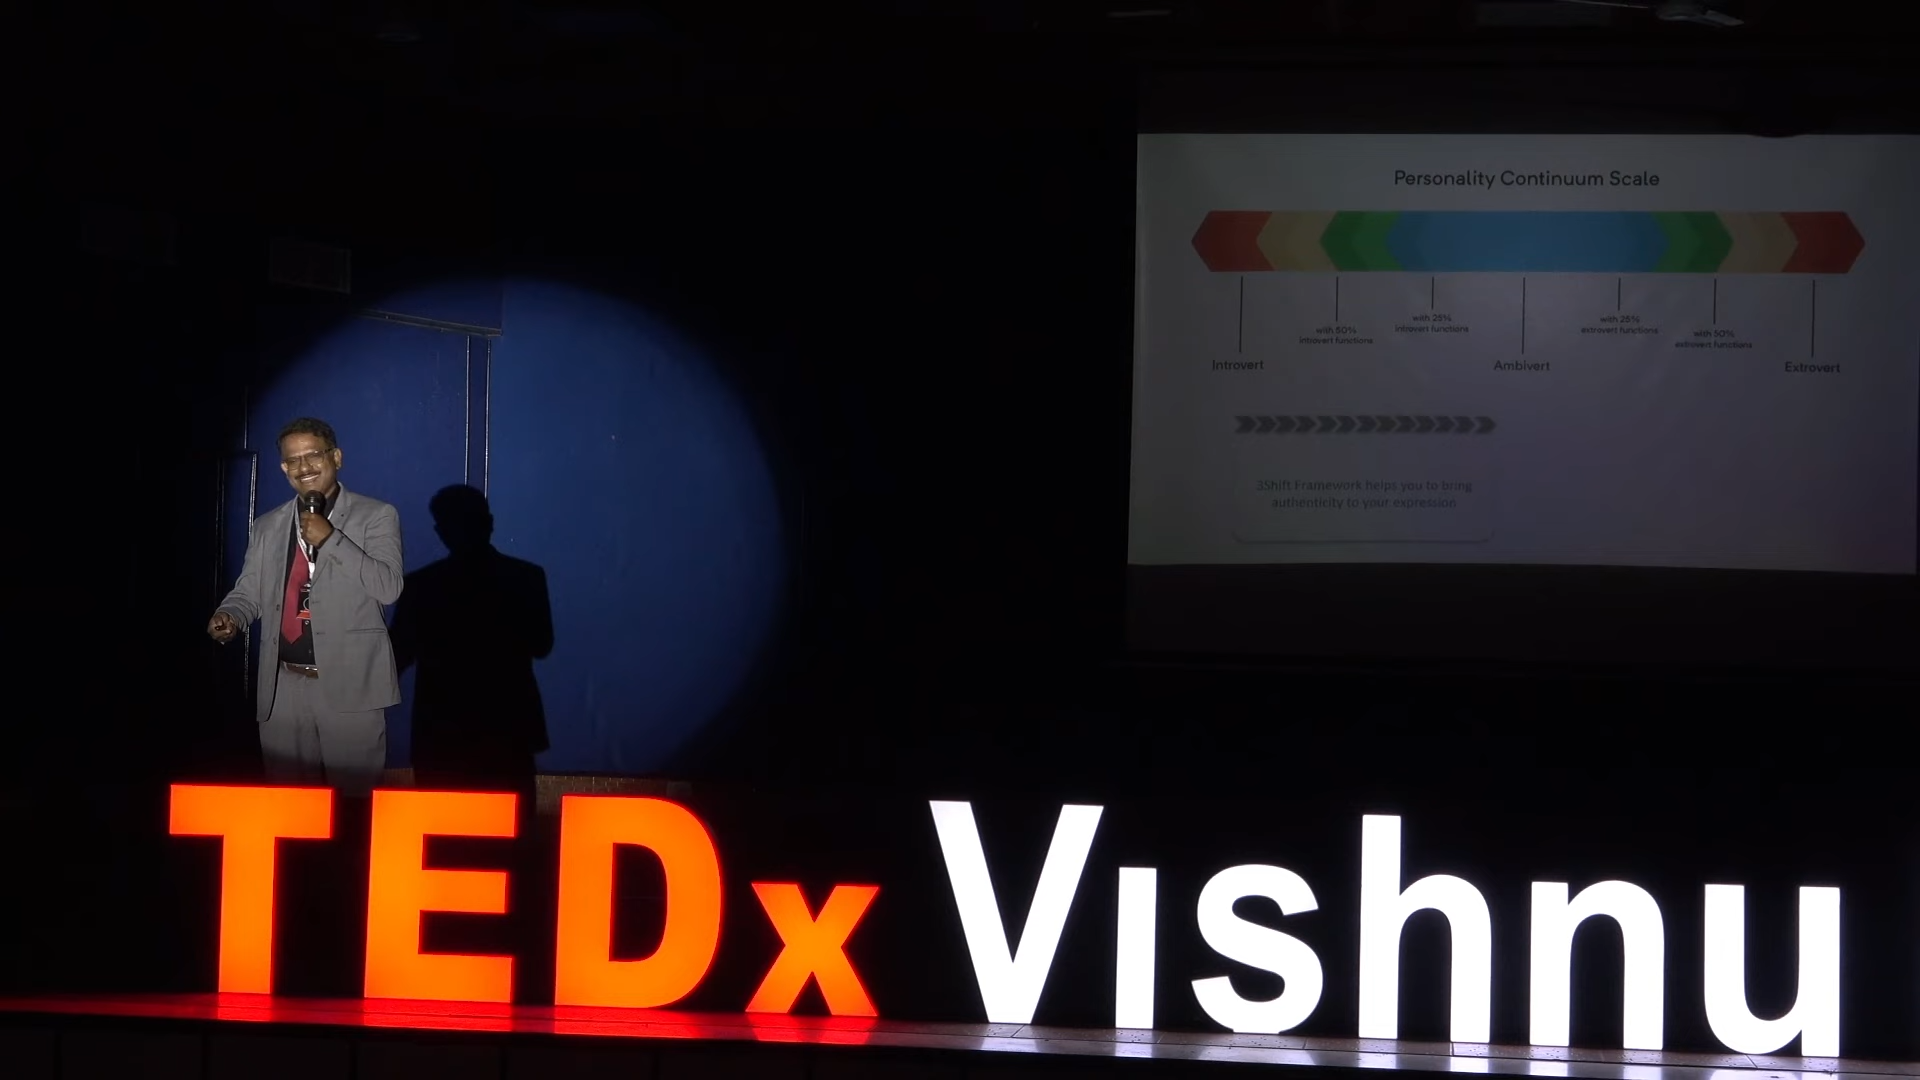 Personality Continuum Scale
with 50%
introvert functions
with 25%
introvert functions
with 25%
extrovert functions
with 50%
extrovert functions
Introvert
Ambivert
Extrovert
3Shift Framework helps you to bring
authenticity to your expression
TEDx Vishnu